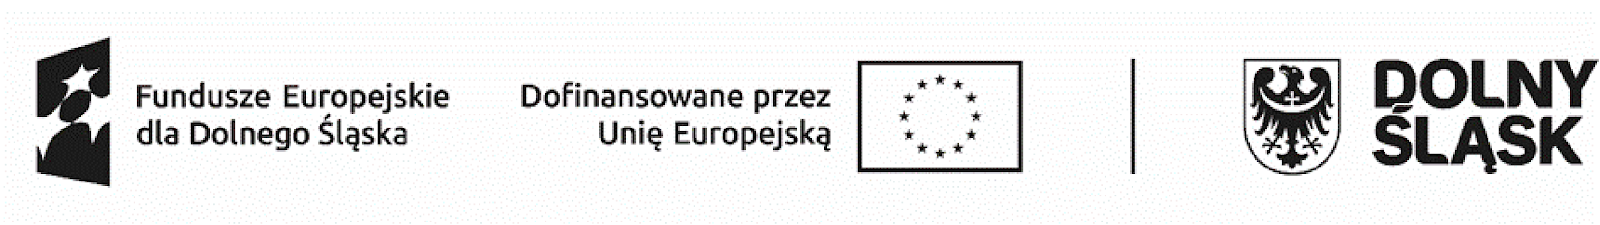 Fundusze Europejskie
dla Dolnego Śląska
Dofinansowane przez
Unię Europejską
DOLNY
ŚLĄSK